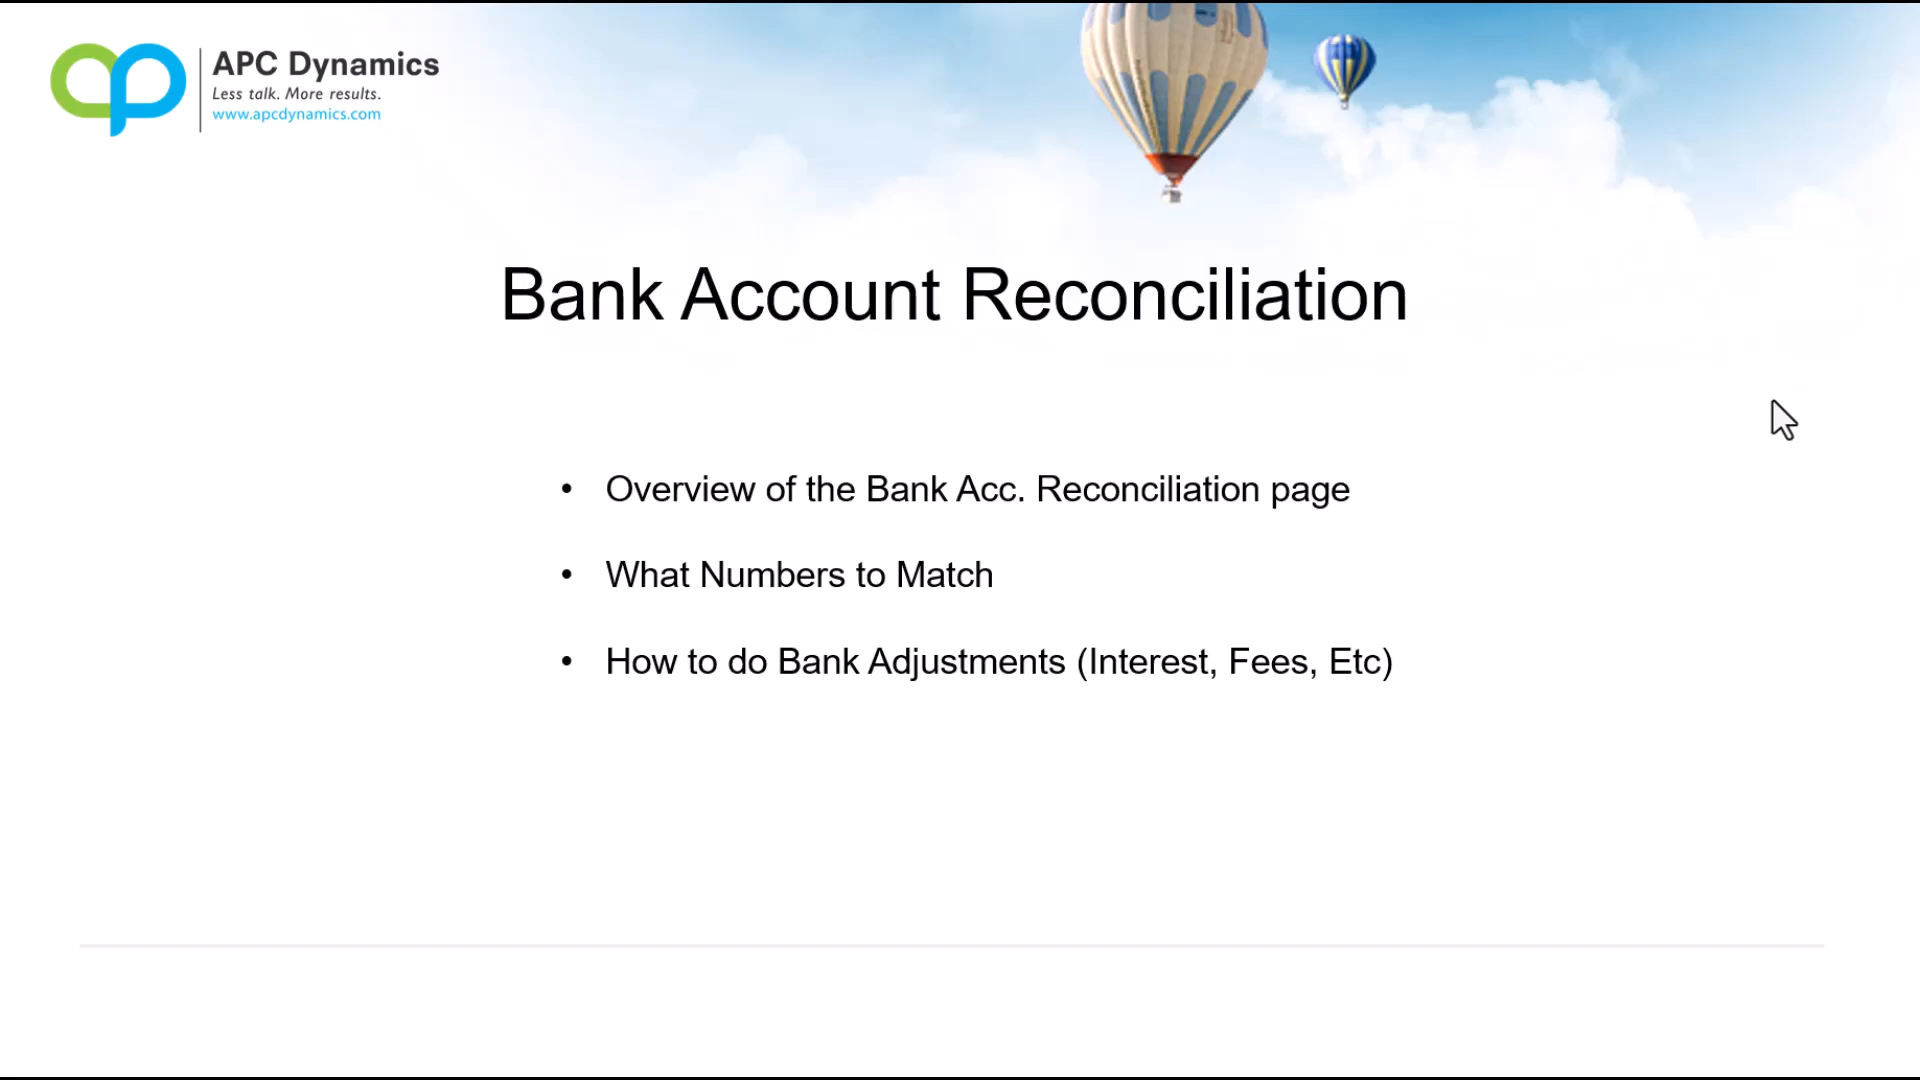 APC Dynamics
Less talk. More results.
www.apcdynamics.com
Bank Account Reconciliation
• Overview of the Bank Acc. Reconciliation page
• What Numbers to Match
• How to do Bank Adjustments (Interest, Fees, Etc)